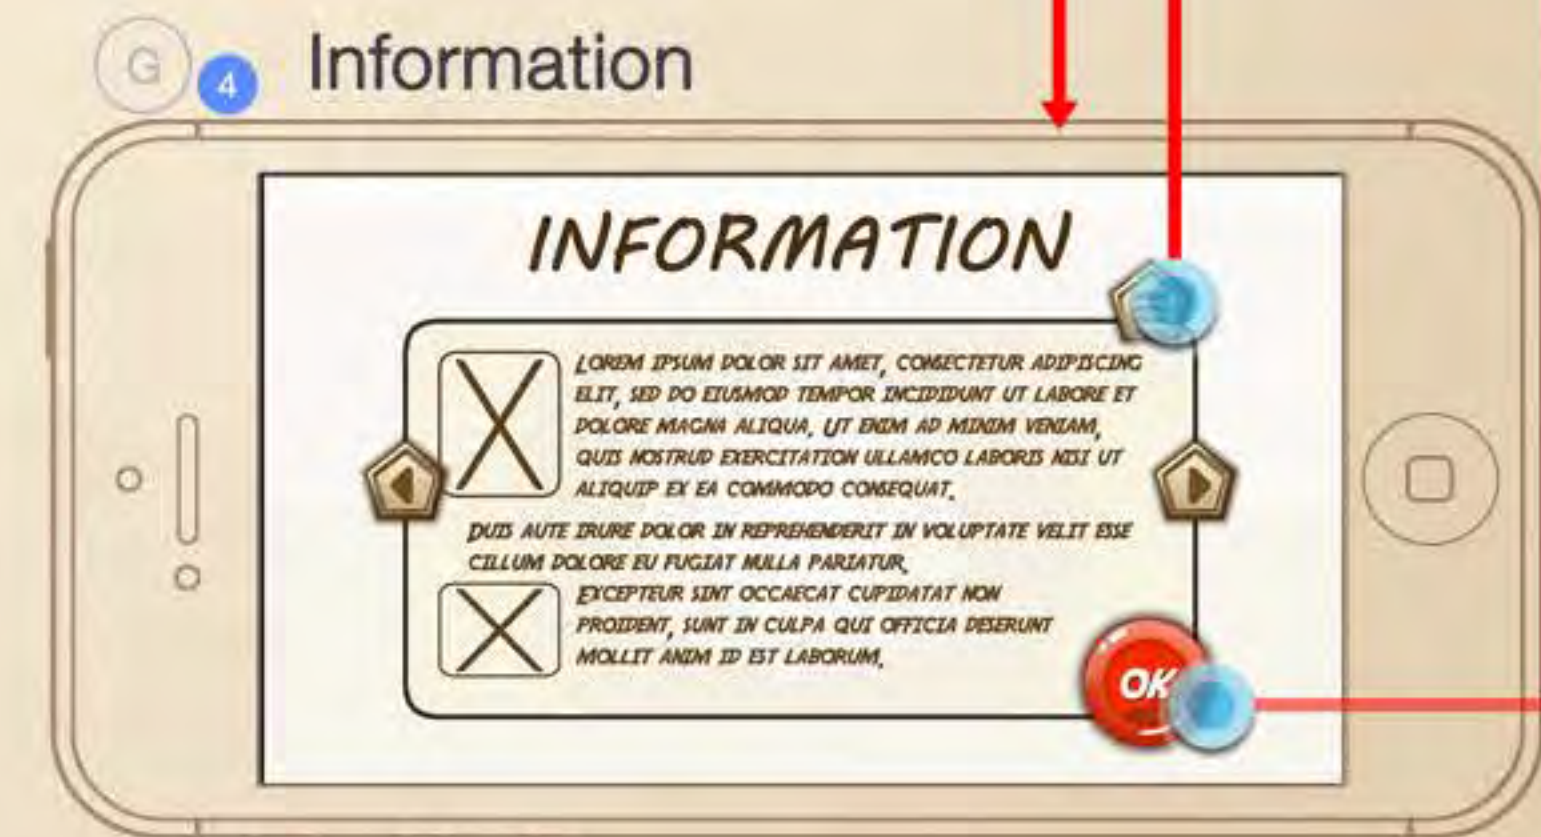 G
4
Information
INFORMATION
LOREM IPSUM DOLOR SIT AMET, CONSECTETUR ADIPISCING
ELIT, SED DO EIUSMOD TEMPOR INCIDIDUNT UT LABORE ET
DOLORE MAGNA ALIQUA. UT ENIM AD MINIM VENIAM,
QUIS NOSTRUD EXERCITATION ULLAMCO LABORIS NISI UT
ALIQUIP EX EA COMMODO CONSEQUAT.
DUIS AUTE IRURE DOLOR IN REPREHENDERIT IN VOLUPTATE VELIT ESSE
CILLUM DOLORE EU FUGIAT NULLA PARIATUR.
EXCEPTEUR SINT OCCAECAT CUPIDATAT NON
PROIDENT, SUNT IN CULPA QUI OFFICIA DESERUNT
MOLLIT ANIM ID EST LABORUM.
OK